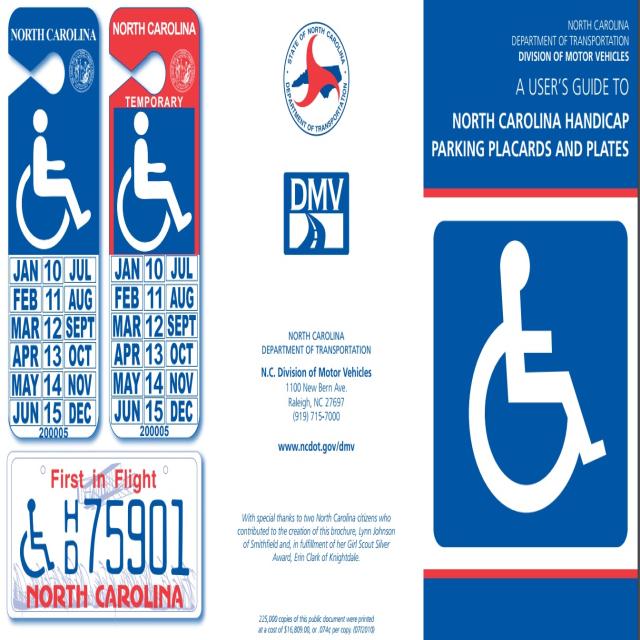 NORTH CAROLINA
JAN 10 JUL
FEB 11 AUG
MAR 12 SEPT
APR 13 OCT
MAY 14 NOV
JUN 15 DEC
200005
NORTH CAROLINA
TEMPORARY
JAN 10 JUL
FEB 11 AUG
MAR 12 SEPT
APR 13 OCT
MAY 14 NOV
JUN 15 DEC
200005
First in Flight
HD 75901
NORTH CAROLINA
STATE OF NORTH CAROLINA
DEPARTMENT OF TRANSPORTATION
DMV
NORTH CAROLINA
DEPARTMENT OF TRANSPORTATION
N.C. Division of Motor Vehicles
1100 New Bern Ave.
Raleigh, NC 27697
(919) 715-7000
www.ncdot.gov/dmv
With special thanks to two North Carolina citizens who
contributed to the creation of this brochure, Lynn Johnson
of Smithfield and, in fulfillment of her Girl Scout Silver
Award, Erin Clark of Knightdale.
225,000 copies of this public document were printed
at a cost of $16,809.00, or .074¢ per copy. (07/2010)
NORTH CAROLINA
DEPARTMENT OF TRANSPORTATION
DIVISION OF MOTOR VEHICLES
A USER'S GUIDE TO
NORTH CAROLINA HANDICAP
PARKING PLACARDS AND PLATES